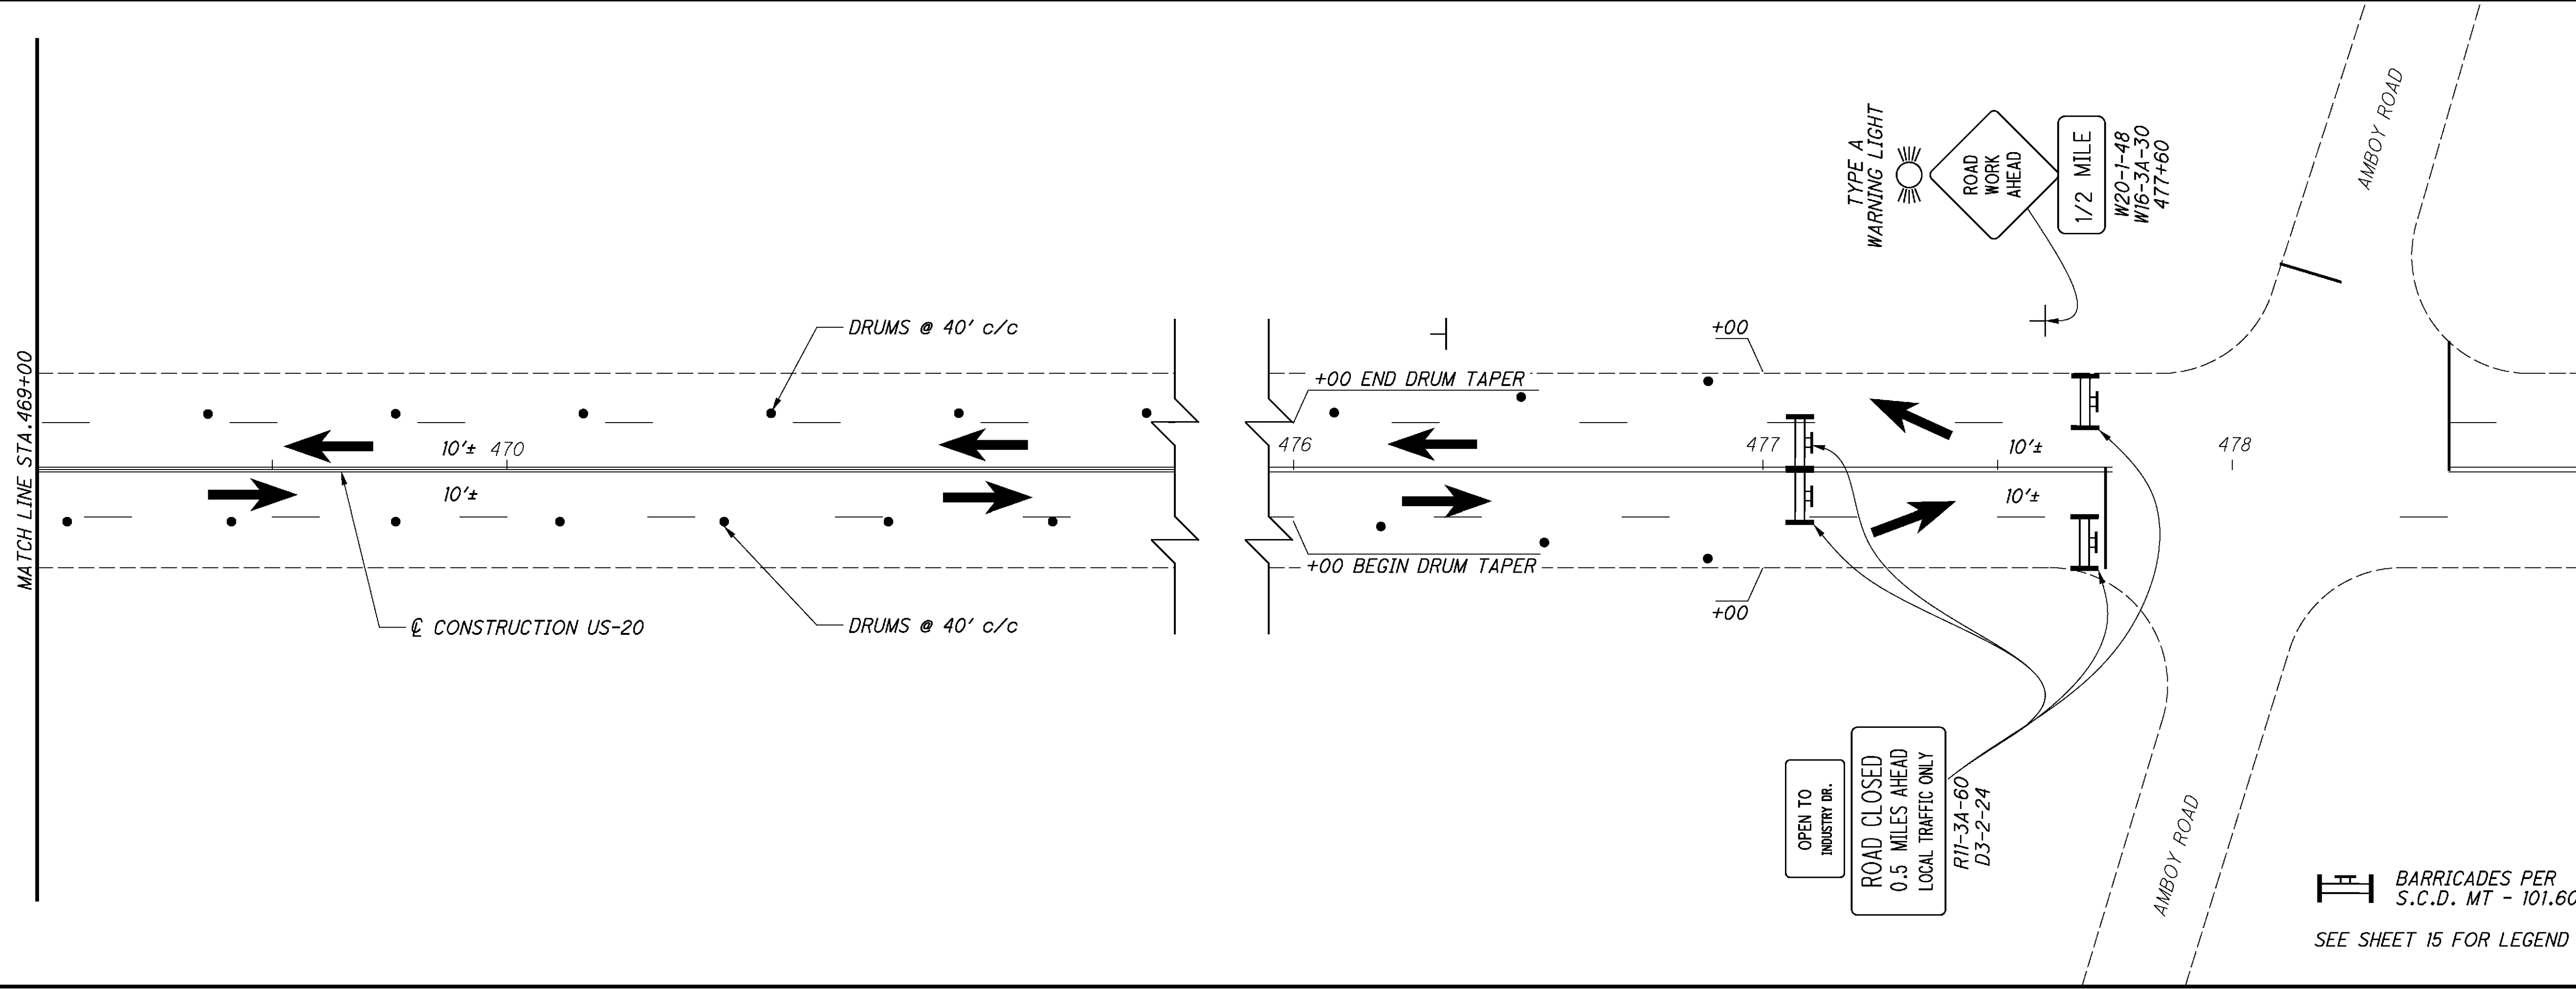 MATCH LINE STA.469+00
DRUMS @ 40' c/c
10'±
470
10'±
℄ CONSTRUCTION US-20
DRUMS @ 40' c/c
+00 END DRUM TAPER
476
+00 BEGIN DRUM TAPER
+00
477
+00
TYPE A
WARNING LIGHT
ROAD
WORK
AHEAD
1/2 MILE
W20-1-48
W16-3A-30
477+60
10'±
10'±
478
AMBOY ROAD
OPEN TO
INDUSTRY DR.
ROAD CLOSED
0.5 MILES AHEAD
LOCAL TRAFFIC ONLY
R11-3A-60
D3-2-24
AMBOY ROAD
BARRICADES PER
S.C.D. MT - 101.60
SEE SHEET 15 FOR LEGEND